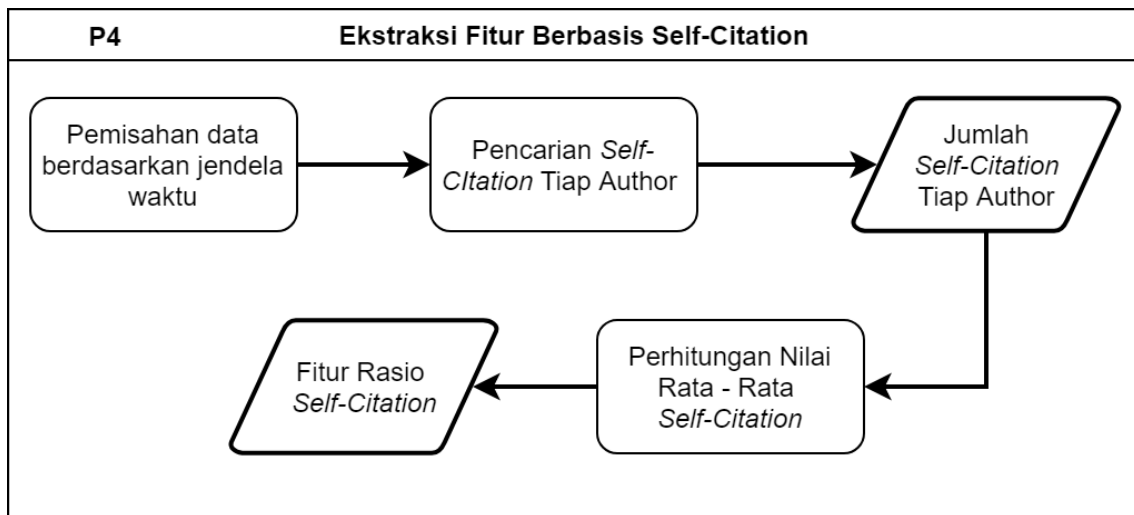 P4
Ekstraksi Fitur Berbasis Self-Citation
Pemisahan data
berdasarkan jendela
waktu
Pencarian Self-
CItation Tiap Author
Jumlah
Self-Citation
Tiap Author
Perhitungan Nilai
Rata - Rata
Self-Citation
Fitur Rasio
Self-Citation